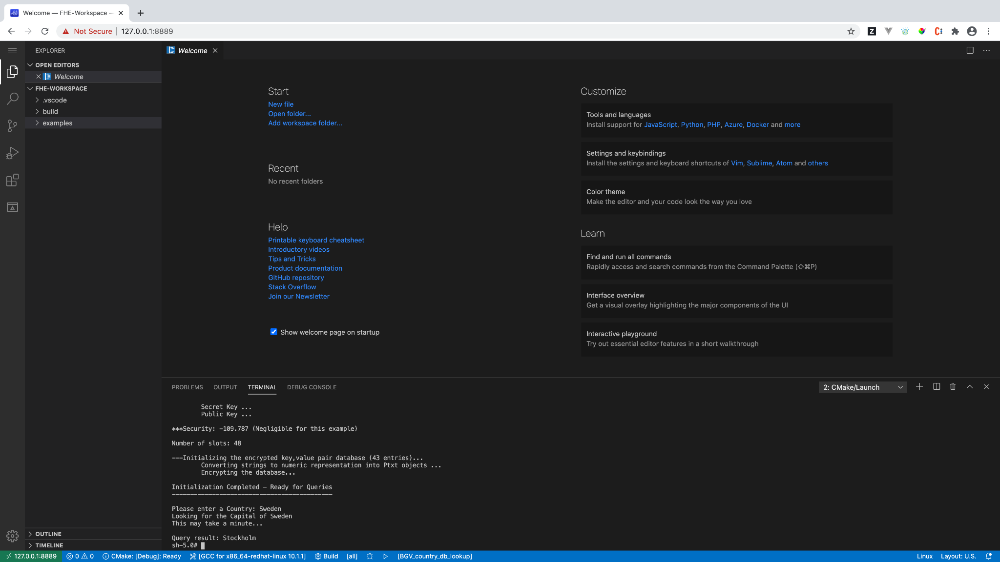 Welcome — FHE-Workspace —
Not Secure
127.0.0.1:8889
EXPLORER
OPEN EDITORS
Welcome
FHE-WORKSPACE
.vscode
build
examples
OUTLINE
TIMELINE
Welcome
Start
New file
Open folder...
Add workspace folder...
Recent
No recent folders
Help
Printable keyboard cheatsheet
Introductory videos
Tips and Tricks
Product documentation
GitHub repository
Stack Overflow
Join our Newsletter
Show welcome page on startup
Customize
Tools and languages
Install support for JavaScript, Python, PHP, Azure, Docker and more
Settings and keybindings
Install the settings and keyboard shortcuts of Vim, Sublime, Atom and others
Color theme
Make the editor and your code look the way you love
Learn
Find and run all commands
Rapidly access and search commands from the Command Palette (⇧⌘P)
Interface overview
Get a visual overlay highlighting the major components of the UI
Interactive playground
Try out essential editor features in a short walkthrough
PROBLEMS OUTPUT TERMINAL DEBUG CONSOLE
2: CMake/Launch
Secret Key ...
Public Key ...
***Security: -109.787 (Negligible for this example)
Number of slots: 48
---Initializing the encrypted key,value pair database (43 entries)...
Converting strings to numeric representation into Ptxt objects ...
Encrypting the database...
Initialization Completed - Ready for Queries
--------------------------------------------
Please enter a Country: Sweden
Looking for the Capital of Sweden
This may take a minute...
Query result: Stockholm
sh-5.0#
127.0.0.1:8889 0 0 CMake: [Debug]: Ready [GCC for x86_64-redhat-linux 10.1.1] Build [all] [BGV_country_db_lookup] Linux Layout: U.S.